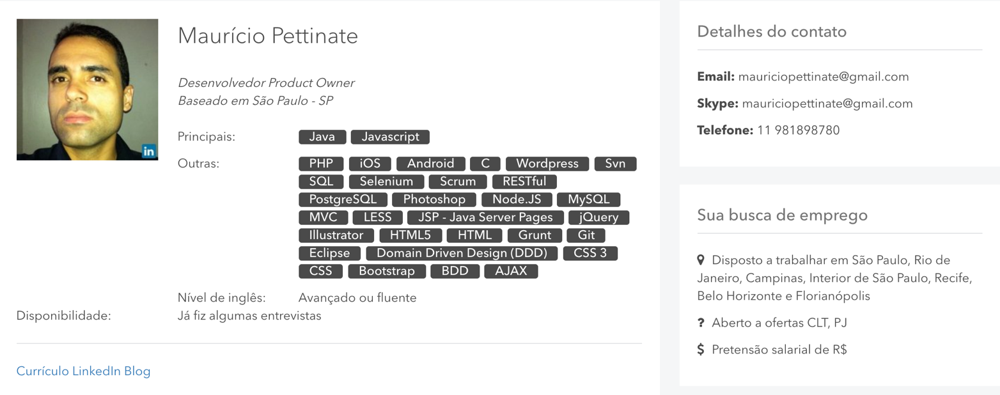 Maurício Pettinate
Desenvolvedor Product Owner
Baseado em São Paulo - SP
Principais: Java Javascript
Outras: PHP iOS Android C Wordpress Svn
SQL Selenium Scrum RESTful
PostgreSQL Photoshop Node.JS MySQL
MVC LESS JSP - Java Server Pages jQuery
Illustrator HTML5 HTML Grunt Git
Eclipse Domain Driven Design (DDD) CSS 3
CSS Bootstrap BDD AJAX
Nível de inglês: Avançado ou fluente
Disponibilidade: Já fiz algumas entrevistas
Currículo LinkedIn Blog
in
Detalhes do contato
Email: mauriciopettinate@gmail.com
Skype: mauriciopettinate@gmail.com
Telefone: 11 981898780
Sua busca de emprego
Disposto a trabalhar em São Paulo, Rio de
Janeiro, Campinas, Interior de São Paulo, Recife,
Belo Horizonte e Florianópolis
? Aberto a ofertas CLT, PJ
$ Pretensão salarial de R$